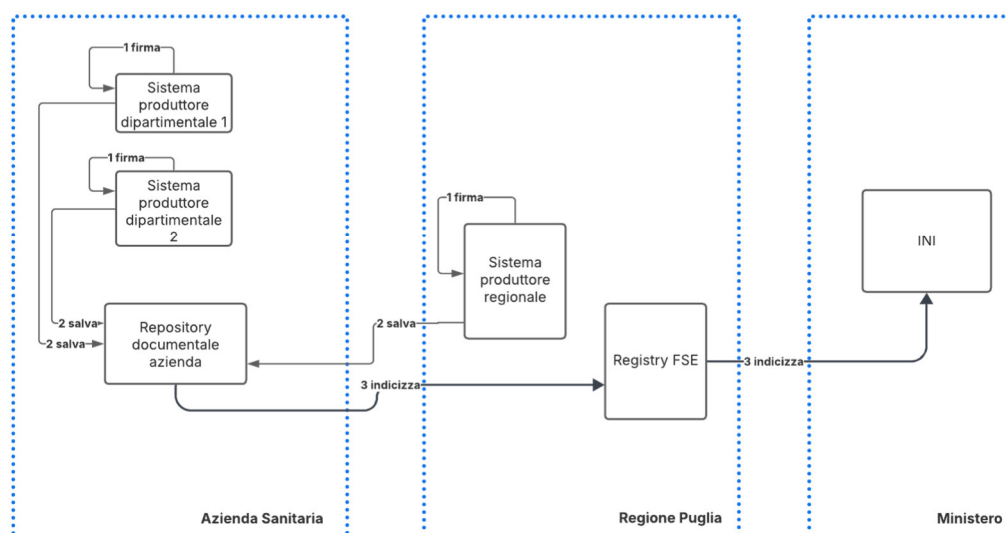 1 firma
Sistema
produttore
dipartimentale 1
1 firma
Sistema
produttore
dipartimentale
2
2 salva
2 salva
Repository
documentale
azienda
1 firma
Sistema
produttore
regionale
2 salva
3 indicizza
Registry FSE
3 indicizza
INI
Azienda Sanitaria
Regione Puglia
Ministero